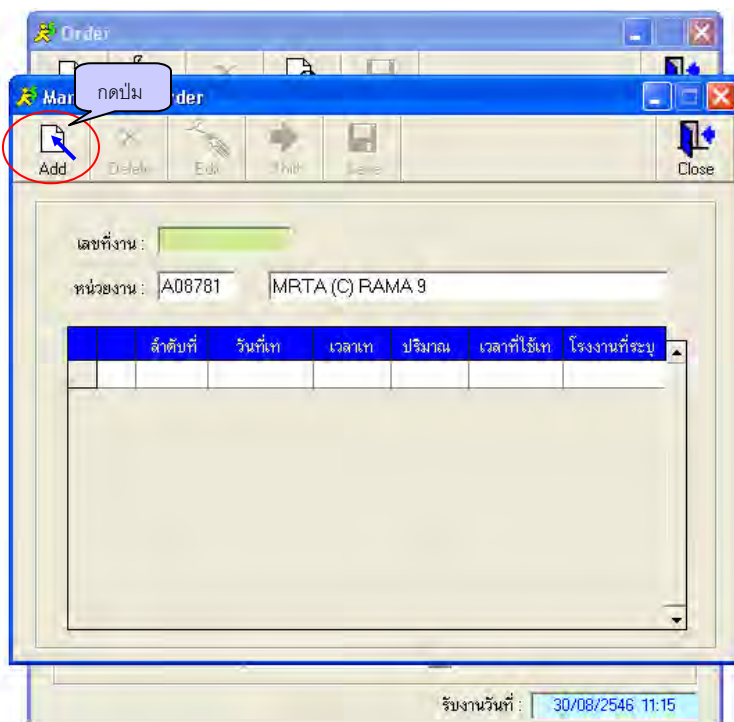 Order
Man
der
กดปุ่ม
Add
Delete
Edit
Shift
Save
Close
เลขที่งาน :
หน่วยงาน : A08781 MRTA (C) RAMA 9
ลำดับที่ วันที่เท เวลาเท ปริมาณ เวลาที่ใช้เท โรงงานที่ระบุ
รับงานวันที่ : 30/08/2546 11:15